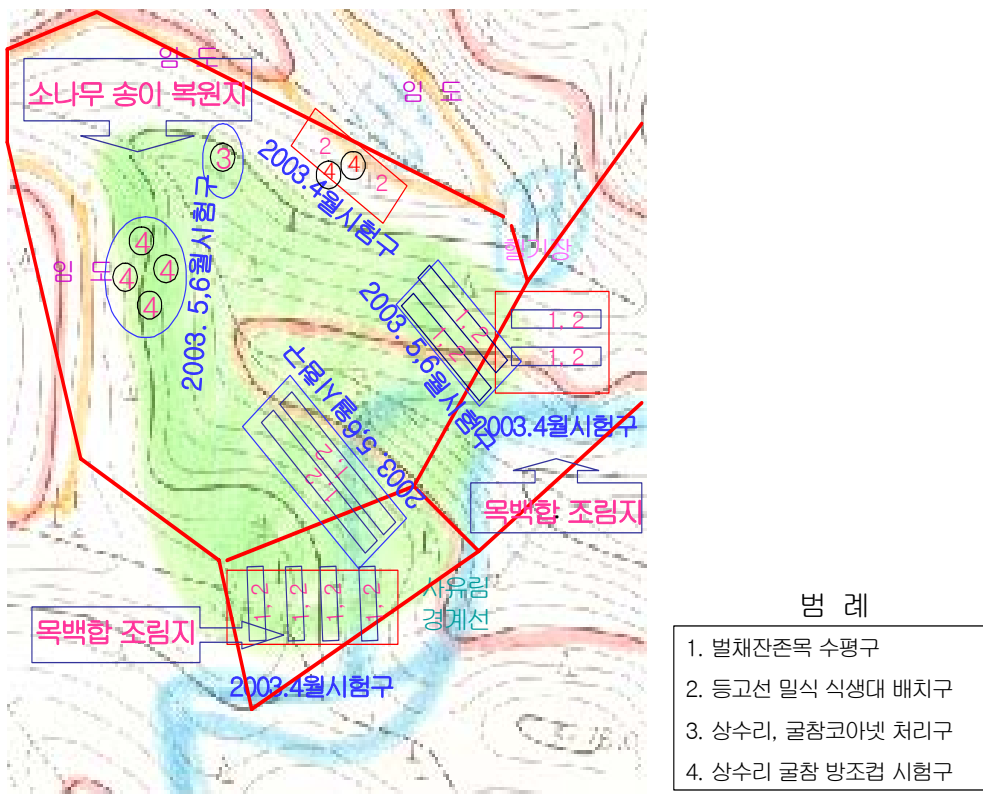 임 도
소나무 송이 복원지
임 도
3
2
4
4
2
2003.4월시험구
4
4
4
4
임 도
2003. 5,6월시험구
헬기장
1, 2
1, 2
2003. 5,6월시험구
1, 2
1, 2
2003.4월시험구
목백합 조림지
1, 2
1, 2
2003. 5,6월시험구
사유림
경계선
1, 2
1, 2
1, 2
1, 2
목백합 조림지
2003.4월시험구
범 례
1. 벌채잔존목 수평구
2. 등고선 밀식 식생대 배치구
3. 상수리, 굴참코아넷 처리구
4. 상수리 굴참 방조컵 시험구